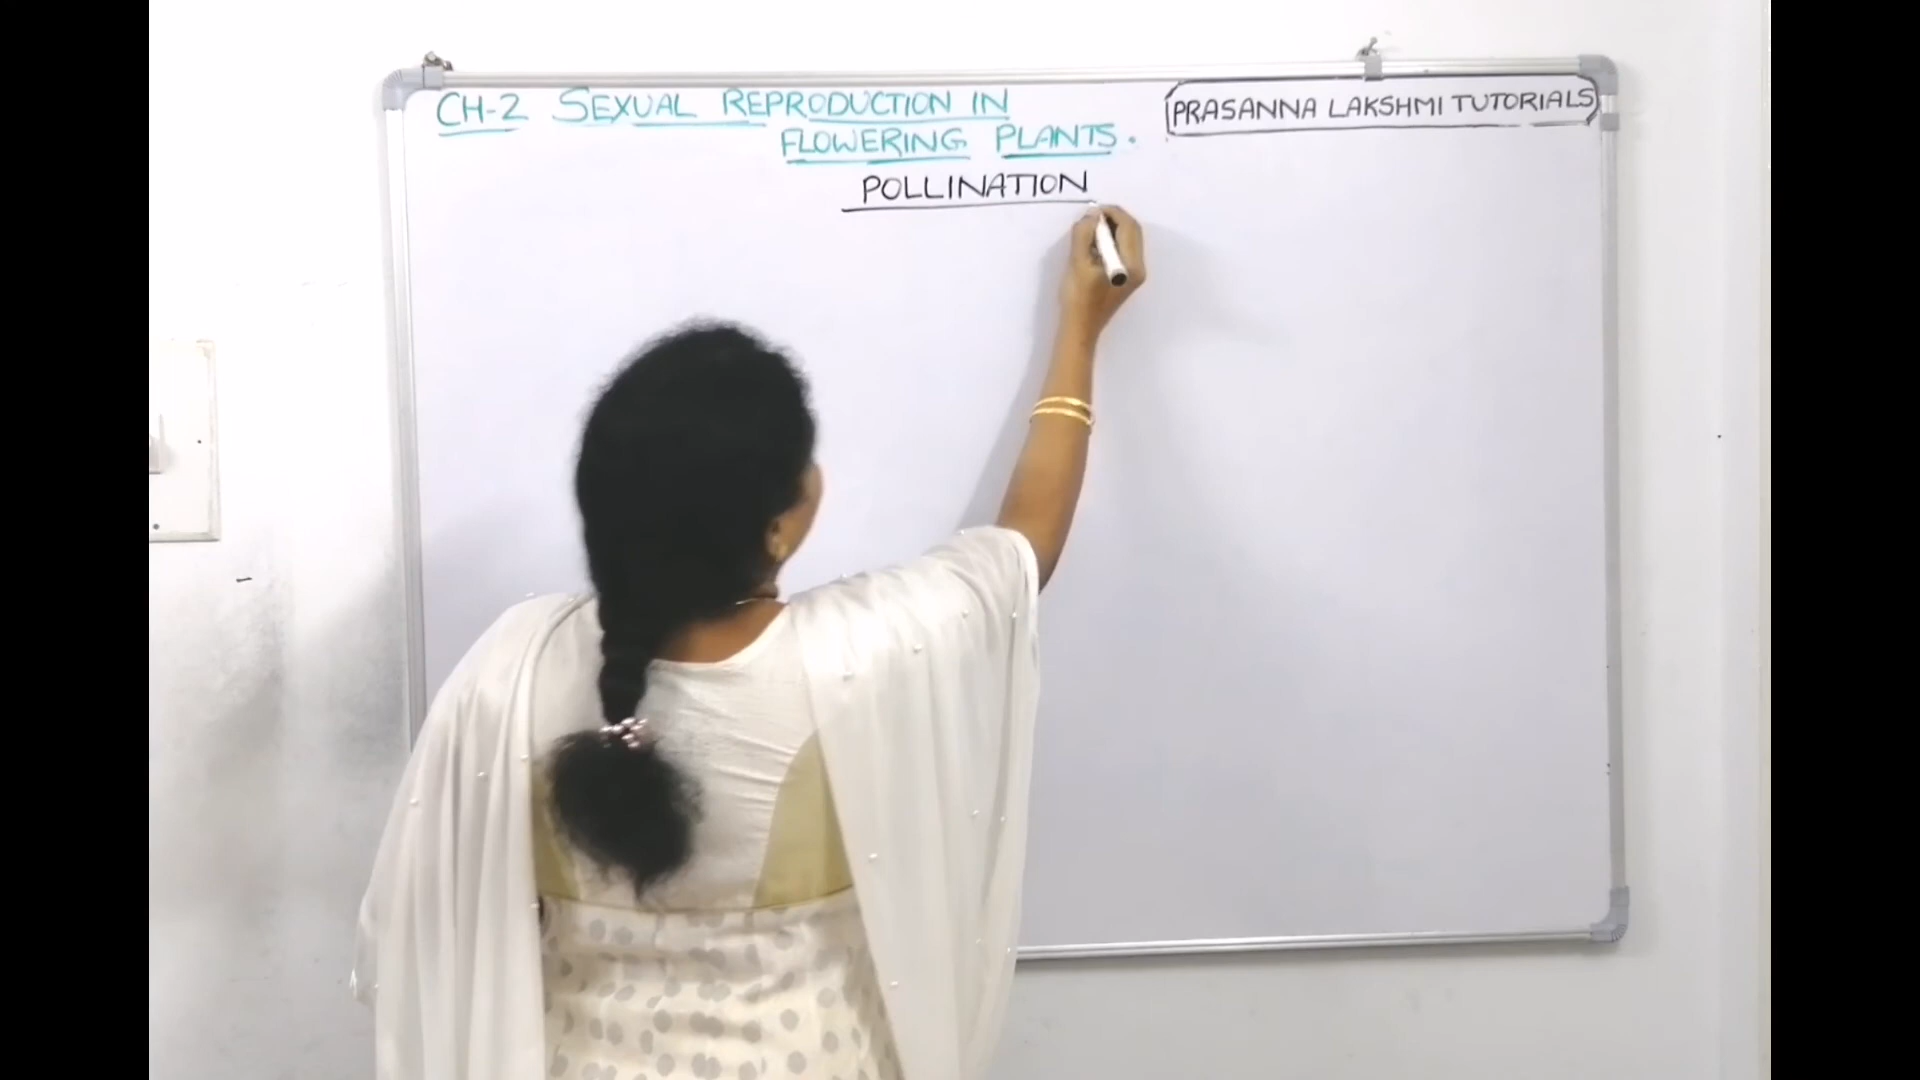 CH-2 SEXUAL REPRODUCTION IN
FLOWERING PLANTS.
PRASANNA LAKSHMI TUTORIALS
POLLINATION